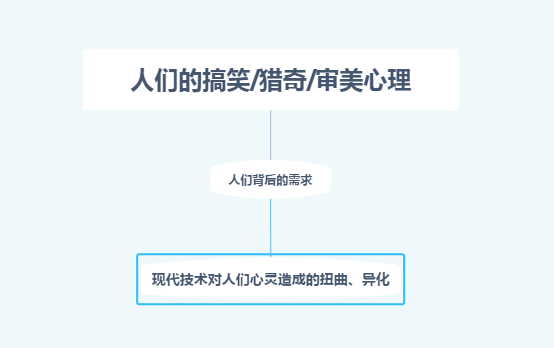 人们的搞笑/猎奇/审美心理
人们背后的需求
现代技术对人们心灵造成的扭曲、异化